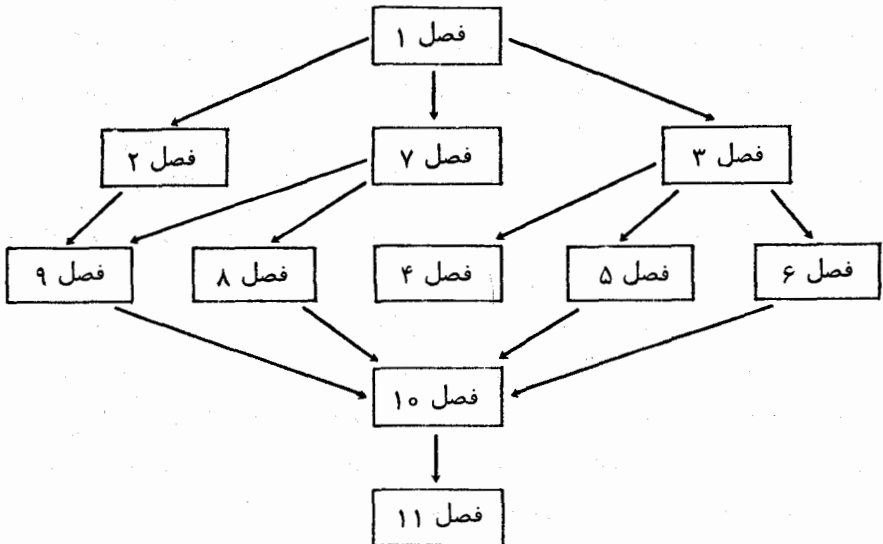 فصل ۱
فصل ۳
فصل ۷
فصل ۲
فصل ۶
فصل ۵
فصل ۴
فصل ۸
فصل ۹
فصل ۱۰
فصل ۱۱